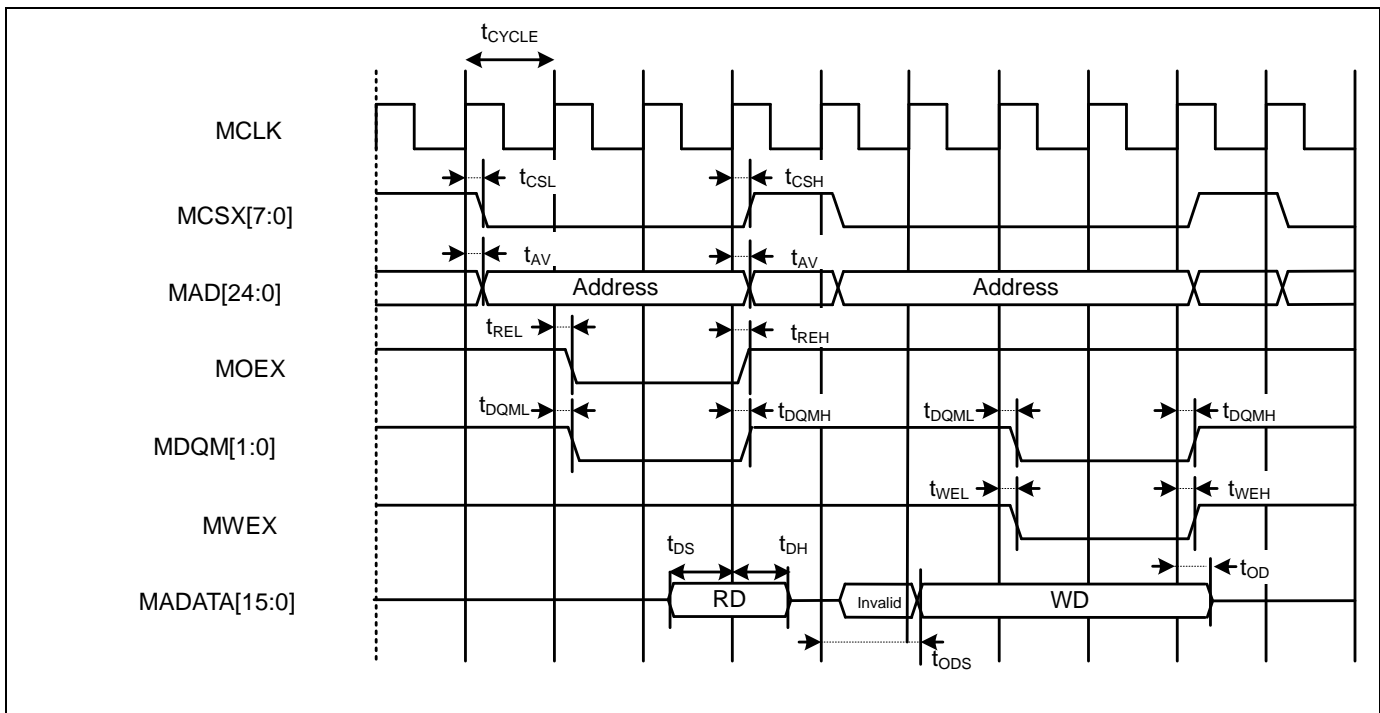 tCYCLE
MCLK
tCSL
tCSH
MCSX[7:0]
tAV
tAV
MAD[24:0]
Address
Address
tREL
tREH
MOEX
tDQML
tDQMH
tDQML
tDQMH
MDQM[1:0]
tWEL
tWEH
MWEX
tDS
tDH
tOD
MADATA[15:0]
RD
Invalid
WD
tODS